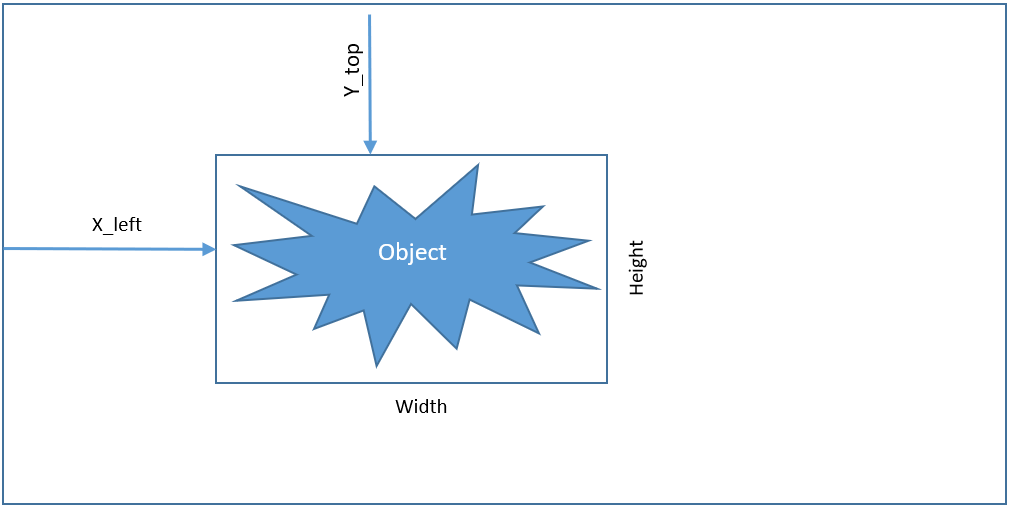 Y_top
X_left
Object
Height
Width